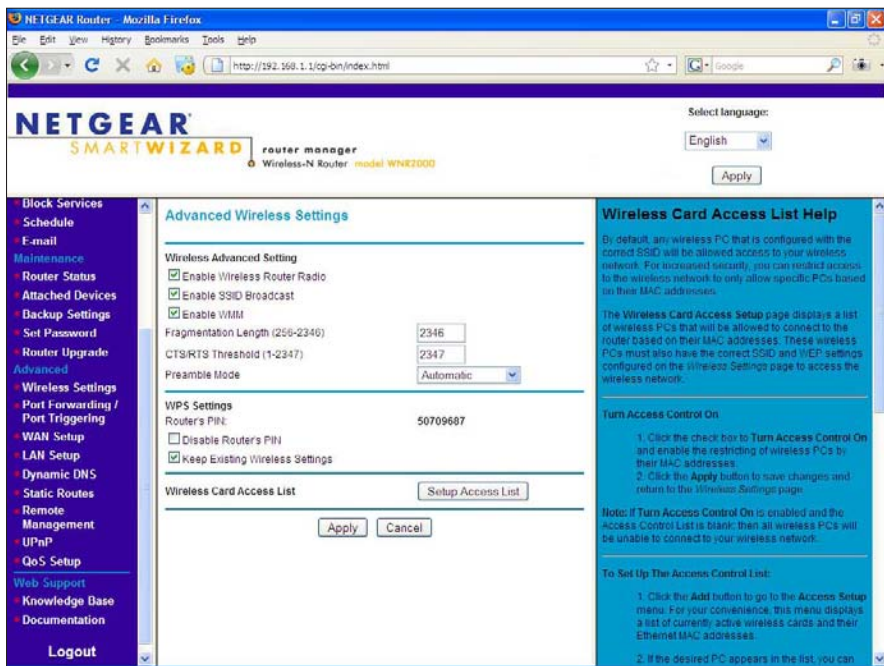 NETGEAR Router - Mozilla Firefox
File Edit View History Bookmarks Tools Help
http://192.168.1.1/cgi-bin/index.html
Google
NETGEAR
SMARTWIZARD router manager
Wireless-N Router model WNR2000
Select language:
English
Apply
Block Services
Schedule
E-mail
Maintenance
Router Status
Attached Devices
Backup Settings
Set Password
Router Upgrade
Advanced
Wireless Settings
Port Forwarding /
Port Triggering
WAN Setup
LAN Setup
Dynamic DNS
Static Routes
Remote
Management
UPnP
QoS Setup
Web Support
Knowledge Base
Documentation
Logout
Advanced Wireless Settings
Wireless Advanced Setting
Enable Wireless Router Radio
Enable SSID Broadcast
Enable WMM
Fragmentation Length (256-2346) 2346
CTS/RTS Threshold (1-2347) 2347
Preamble Mode Automatic
WPS Settings
Router's PIN: 50709687
Disable Router's PIN
Keep Existing Wireless Settings
Wireless Card Access List Setup Access List
Apply Cancel
Wireless Card Access List Help
By default, any wireless PC that is configured with the
correct SSID will be allowed access to your wireless
network. For increased security, you can restrict access
to the wireless network to only allow specific PCs based
on their MAC addresses.
The Wireless Card Access Setup page displays a list
of wireless PCs that will be allowed to connect to the
router based on their MAC addresses. These wireless
PCs must also have the correct SSID and WEP settings
configured on the Wireless Settings page to access the
wireless network.
Turn Access Control On
1. Click the check box to Turn Access Control On
and enable the restricting of wireless PCs by
their MAC addresses.
2. Click the Apply button to save changes and
return to the Wireless Settings page.
Note: If Turn Access Control On is enabled and the
Access Control List is blank; then all wireless PCs will
be unable to connect to your wireless network.
To Set Up The Access Control List:
1. Click the Add button to go to the Access Setup
menu. For your convenience, this menu displays
a list of currently active wireless cards and their
Ethernet MAC addresses.
2. If the desired PC appears in the list, you can